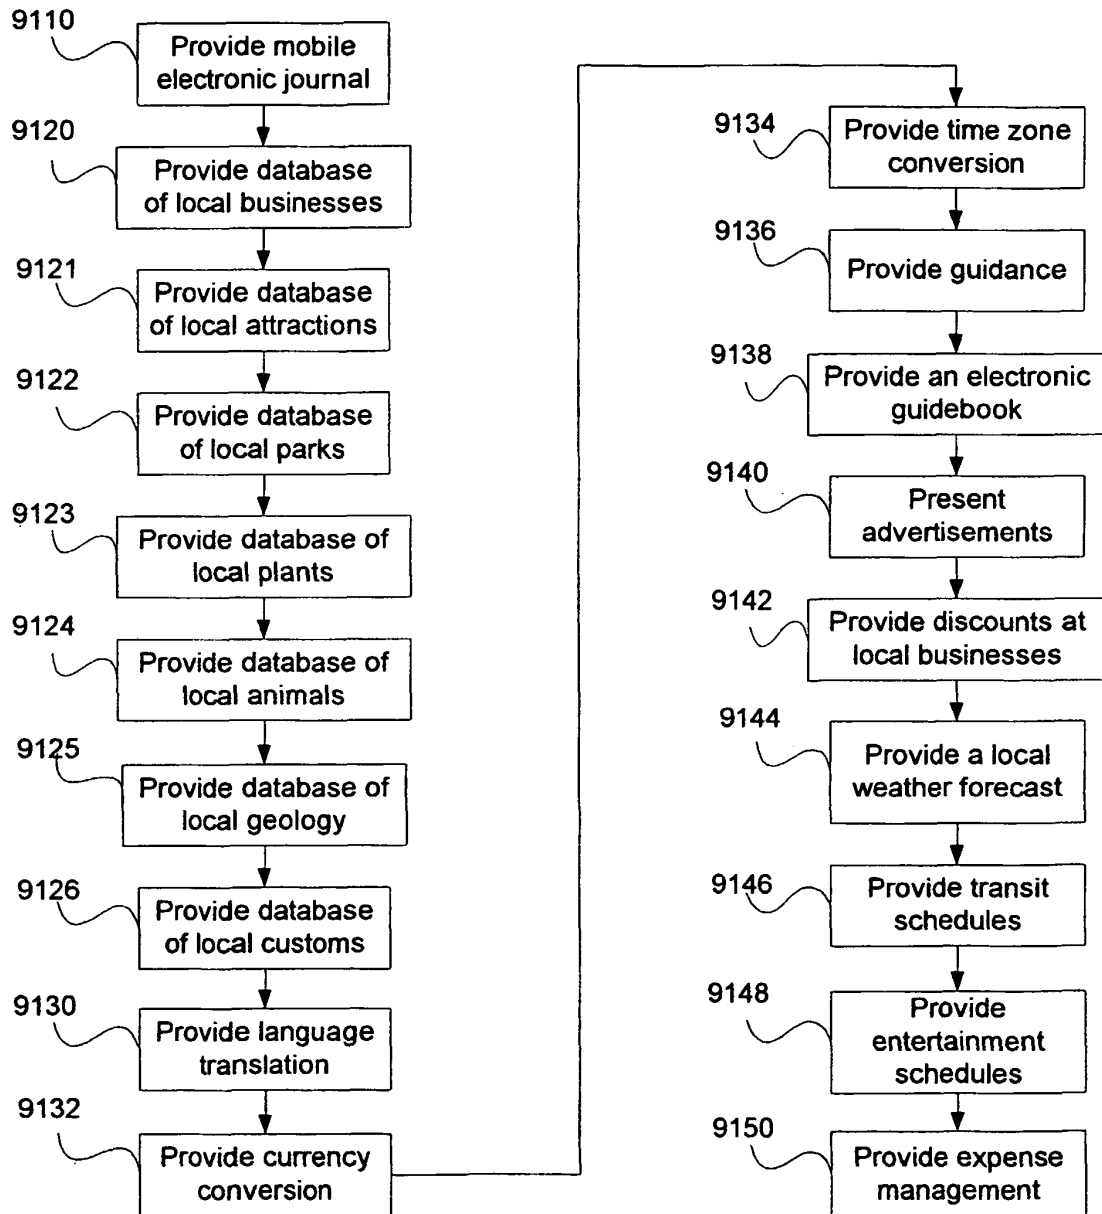 9110
Provide mobile
electronic journal
9120
Provide database
of local businesses
9121
Provide database
of local attractions
9122
Provide database
of local parks
9123
Provide database of
local plants
9124
Provide database of
local animals
9125
Provide database of
local geology
9126
Provide database
of local customs
9130
Provide language
translation
9132
Provide currency
conversion
9134
Provide time zone
conversion
9136
Provide guidance
9138
Provide an electronic
guidebook
9140
Present
advertisements
9142
Provide discounts at
local businesses
9144
Provide a local
weather forecast
9146
Provide transit
schedules
9148
Provide
entertainment
schedules
9150
Provide expense
management